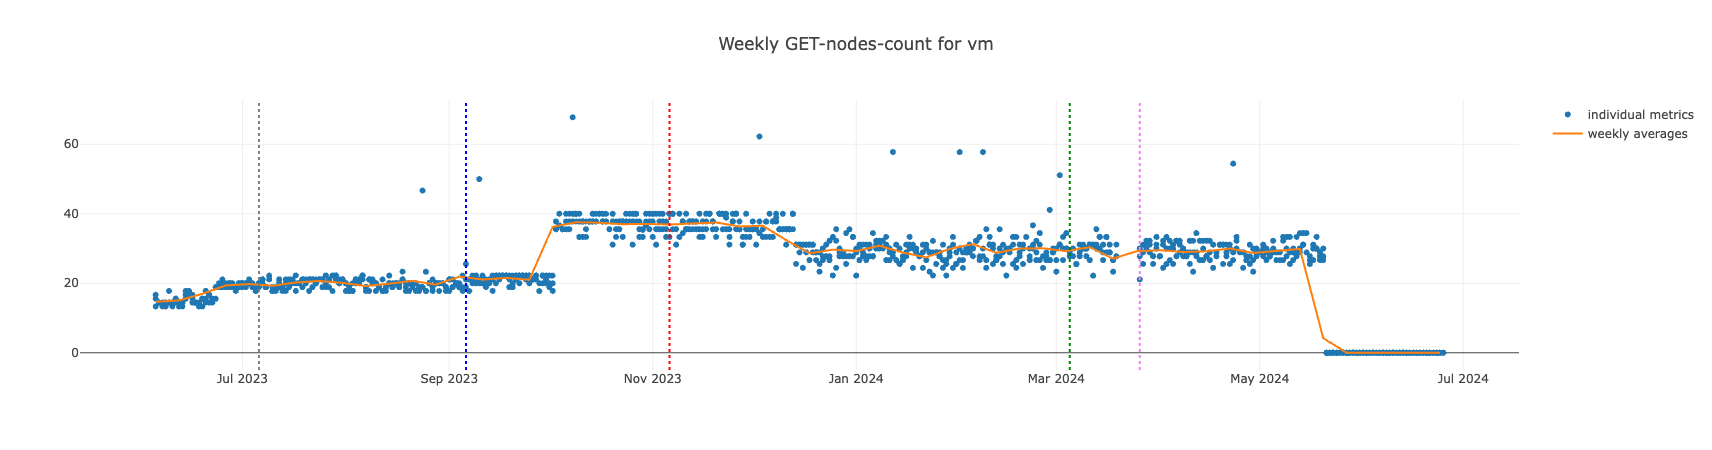 Weekly GET-nodes-count for vm
individual metrics
weekly averages
60
40
20
0
Jul 2023
Sep 2023
Nov 2023
Jan 2024
Mar 2024
May 2024
Jul 2024